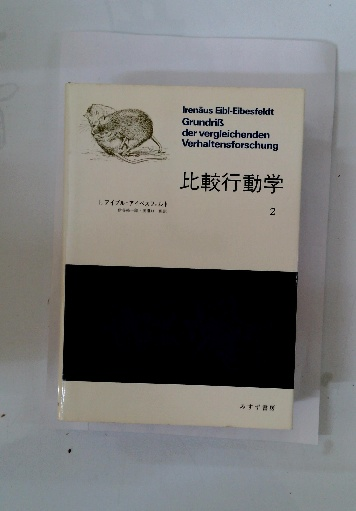 Irenäus Eibl-Eibesfeldt
Grundriß
der vergleichenden
Verhaltensforschung
比較行動学
2
I. アイブル=アイベスフェルト
みすず書房